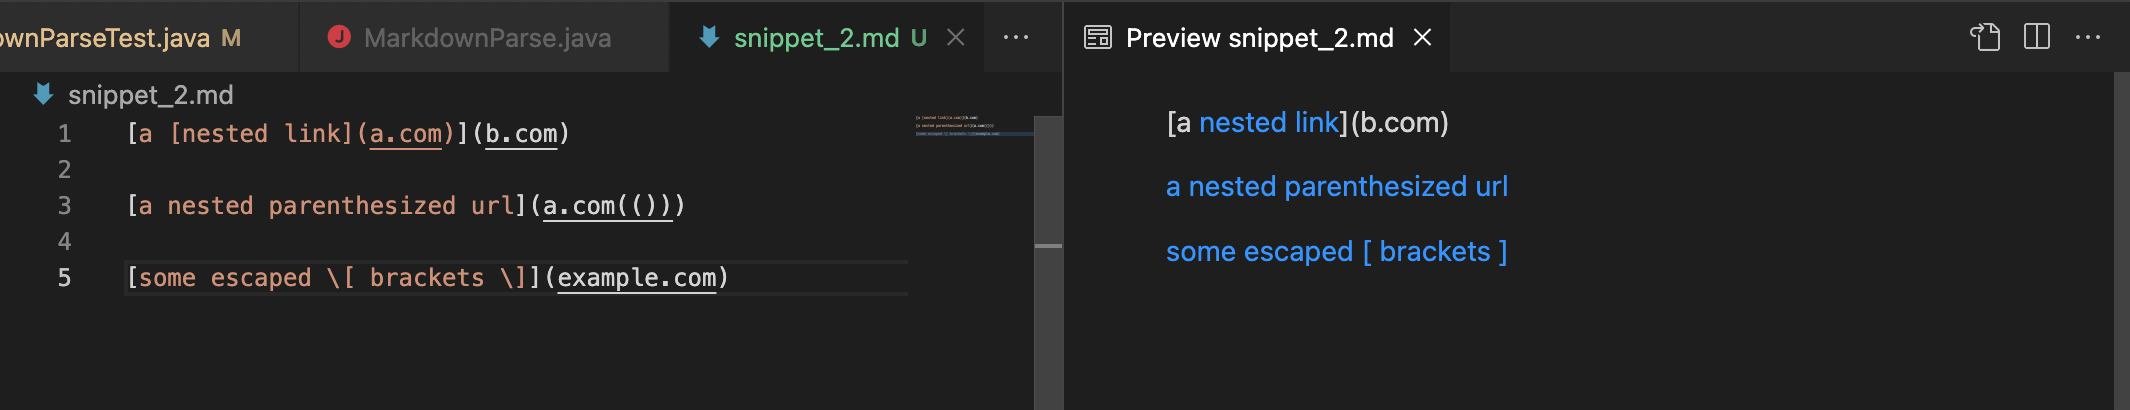 ownParseTest.java M
MarkdownParse.java
snippet_2.md U
Preview snippet_2.md
snippet_2.md
1 [a [nested link](a.com)](b.com)
2
3 [a nested parenthesized url](a.com(()))
4
5 [some escaped \[ brackets \]](example.com)
[a nested link](b.com)
a nested parenthesized url
some escaped [ brackets ]